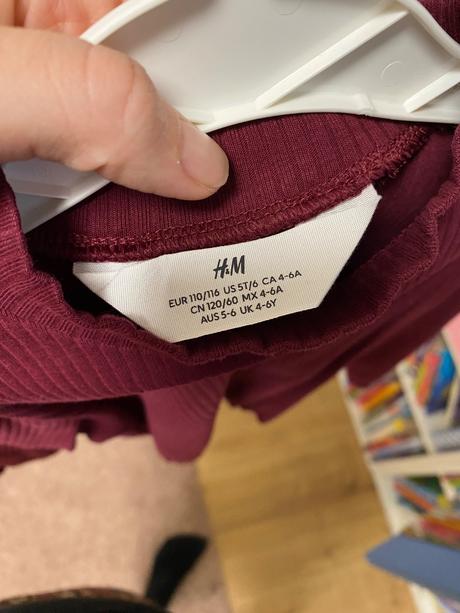 H&M
EUR 110/116 US 5T/6 CA 4-6A
CN 120/60 MX 4-6A
AUS 5-6 UK 4-6Y